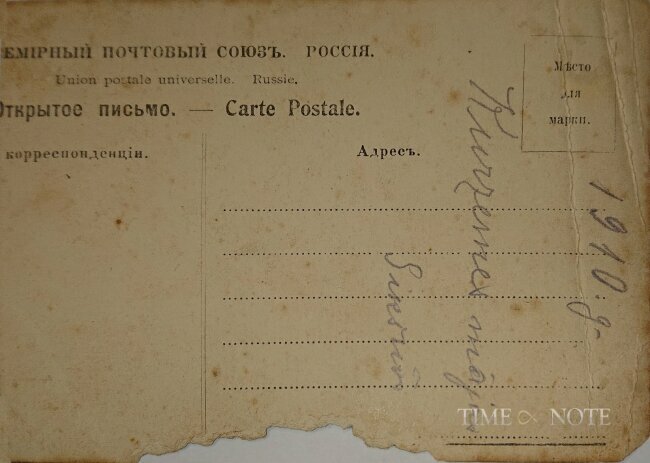 ЕМІРНЫЙ ПОЧТОВЫЙ СОЮЗЪ. РОССІЯ.
Union postale universelle. Russie.
Открытое письмо. — Carte Postale.
корреспонденціи.
Адресъ.
Мѣсто
для
марки.
1910. g.
Kurzemes
TIME NOTE